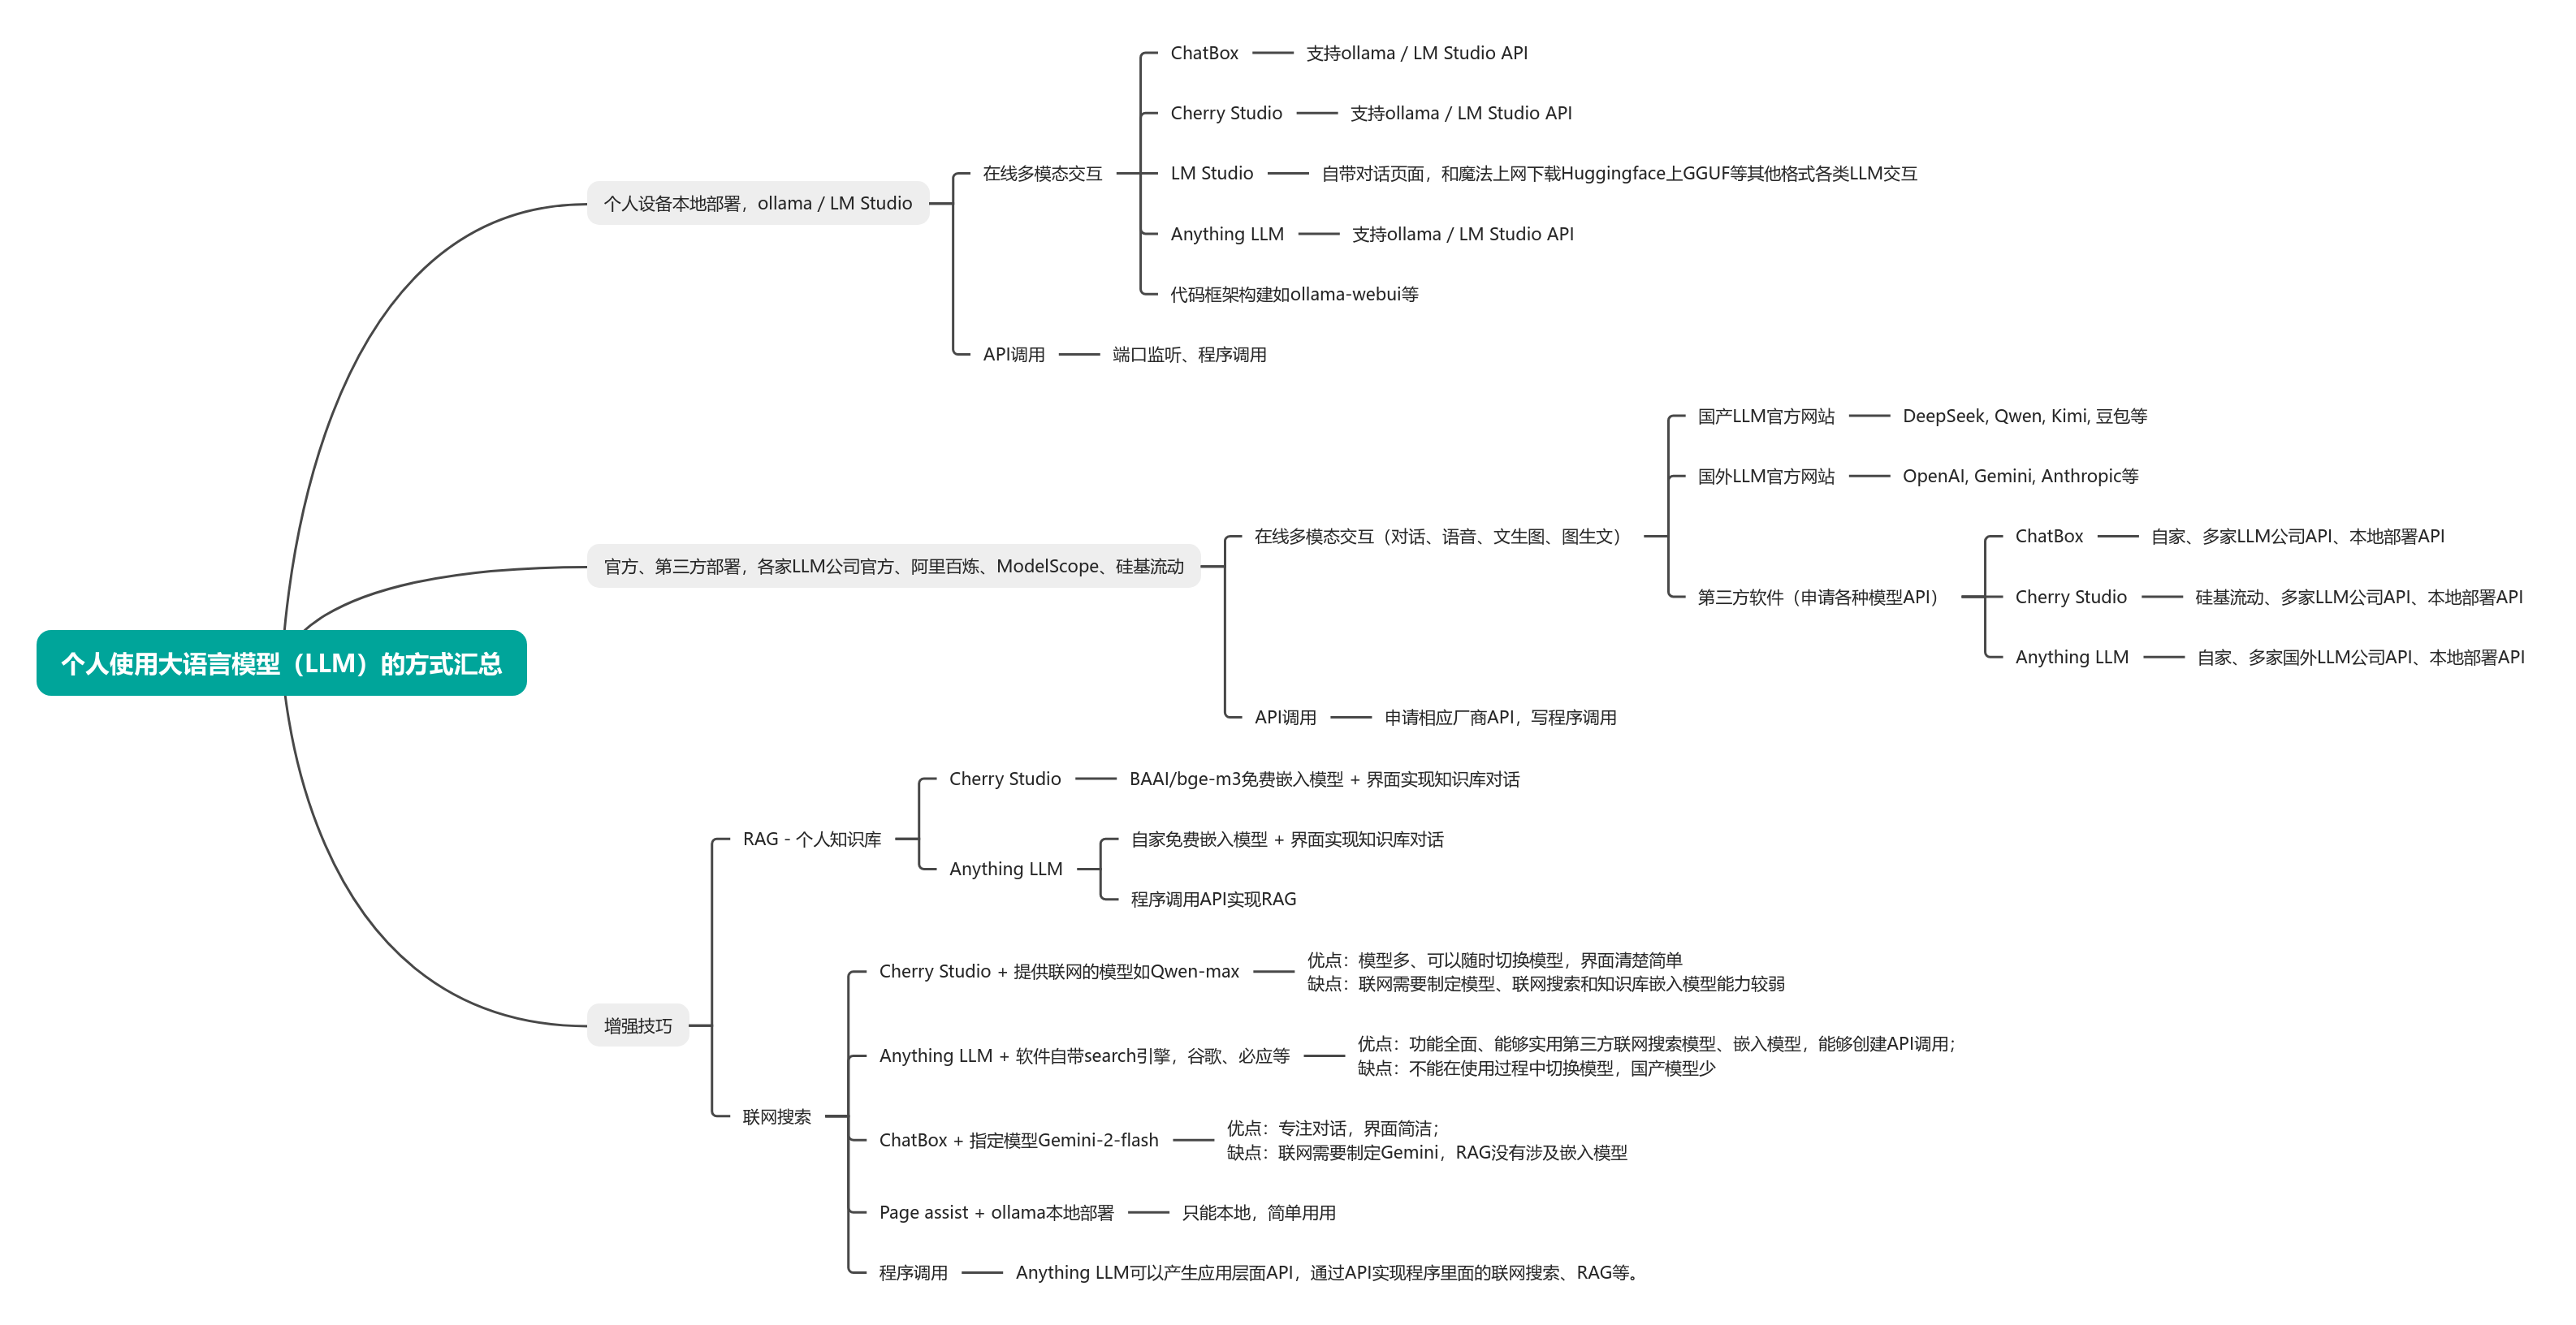 个人使用大语言模型（LLM）的方式汇总
个人设备本地部署，ollama / LM Studio
在线多模态交互
ChatBox
支持ollama / LM Studio API
Cherry Studio
支持ollama / LM Studio API
LM Studio
自带对话页面，和魔法上网下载Huggingface上GGUF等其他格式各类LLM交互
Anything LLM
支持ollama / LM Studio API
代码框架构建如ollama-webui等
API调用
端口监听、程序调用
官方、第三方部署，各家LLM公司官方、阿里百炼、ModelScope、硅基流动
在线多模态交互（对话、语音、文生图、图生文）
国产LLM官方网站
DeepSeek, Qwen, Kimi, 豆包等
国外LLM官方网站
OpenAI, Gemini, Anthropic等
第三方软件（申请各种模型API）
ChatBox
自家、多家LLM公司API、本地部署API
Cherry Studio
硅基流动、多家LLM公司API、本地部署API
Anything LLM
自家、多家国外LLM公司API、本地部署API
API调用
申请相应厂商API，写程序调用
增强技巧
RAG - 个人知识库
Cherry Studio
BAAI/bge-m3免费嵌入模型 + 界面实现知识库对话
Anything LLM
自家免费嵌入模型 + 界面实现知识库对话
程序调用API实现RAG
联网搜索
Cherry Studio + 提供联网的模型如Qwen-max
优点：模型多、可以随时切换模型，界面清楚简单
缺点：联网需要制定模型、联网搜索和知识库嵌入模型能力较弱
Anything LLM + 软件自带search引擎，谷歌、必应等
优点：功能全面、能够实用第三方联网搜索模型、嵌入模型，能够创建API调用；
缺点：不能在使用过程中切换模型，国产模型少
ChatBox + 指定模型Gemini-2-flash
优点：专注对话，界面简洁；
缺点：联网需要制定Gemini，RAG没有涉及嵌入模型
Page assist + ollama本地部署
只能本地，简单用用
程序调用
Anything LLM可以产生应用层面API，通过API实现程序里面的联网搜索、RAG等。